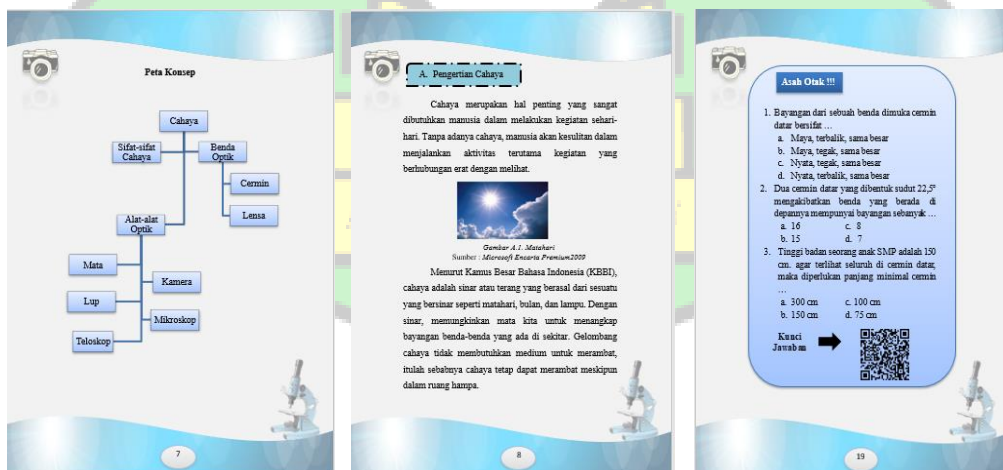 Peta Konsep
Cahaya
Sifat-sifat
Cahaya
Benda
Optik
Cermin
Lensa
Alat-alat
Optik
Mata
Kamera
Lup
Mikroskop
Teloskop
7
A. Pengertian Cahaya
Cahaya merupakan hal penting yang sangat
dibutuhkan manusia dalam melakukan kegiatan sehari-
hari. Tanpa adanya cahaya, manusia akan kesulitan dalam
menjalankan aktivitas terutama kegiatan yang
berhubungan erat dengan melihat.
Gambar A.1. Matahari
Sumber : Microsoft Encarta Premium2009
Menurut Kamus Besar Bahasa Indonesia (KBBI),
cahaya adalah sinar atau terang yang berasal dari sesuatu
yang bersinar seperti matahari, bulan, dan lampu. Dengan
sinar, memungkinkan mata kita untuk menangkap
bayangan benda-benda yang ada di sekitar. Gelombang
cahaya tidak membutuhkan medium untuk merambat,
itulah sebabnya cahaya tetap dapat merambat meskipun
dalam ruang hampa.
8
Asah Otak !!!
1. Bayangan dari sebuah benda dimuka cermin
datar bersifat ...
a. Maya, terbalik, sama besar
b. Maya, tegak, sama besar
c. Nyata, tegak, sama besar
d. Nyata, terbalik, sama besar
2. Dua cermin datar yang dibentuk sudut 22,5°
mengakibatkan benda yang berada di
depannya mempunyai bayangan sebanyak ...
a. 16 c. 8
b. 15 d. 7
3. Tinggi badan seorang anak SMP adalah 150
cm. agar terlihat seluruh di cermin datar,
maka diperlukan panjang minimal cermin
...
a. 300 cm c. 100 cm
b. 150 cm d. 75 cm
Kunci
Jawaban
19